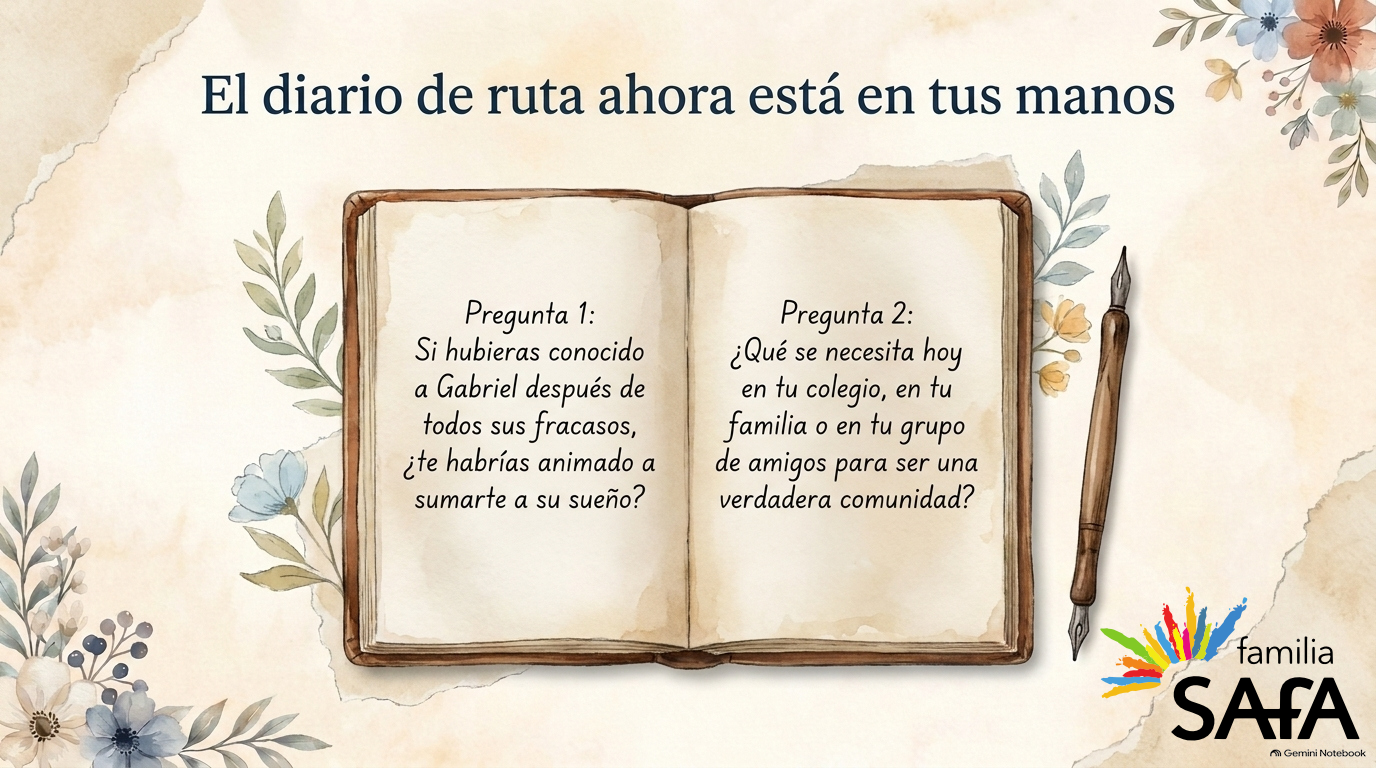 El diario de ruta ahora está en tus manos
Pregunta 1:
Si hubieras conocido
a Gabriel después de
todos sus fracasos,
¿te habrías animado a
sumarte a su sueño?
Pregunta 2:
¿Qué se necesita hoy
en tu colegio, en tu
familia o en tu grupo
de amigos para ser una
verdadera comunidad?
familia
SAfA
Gemini Notebook